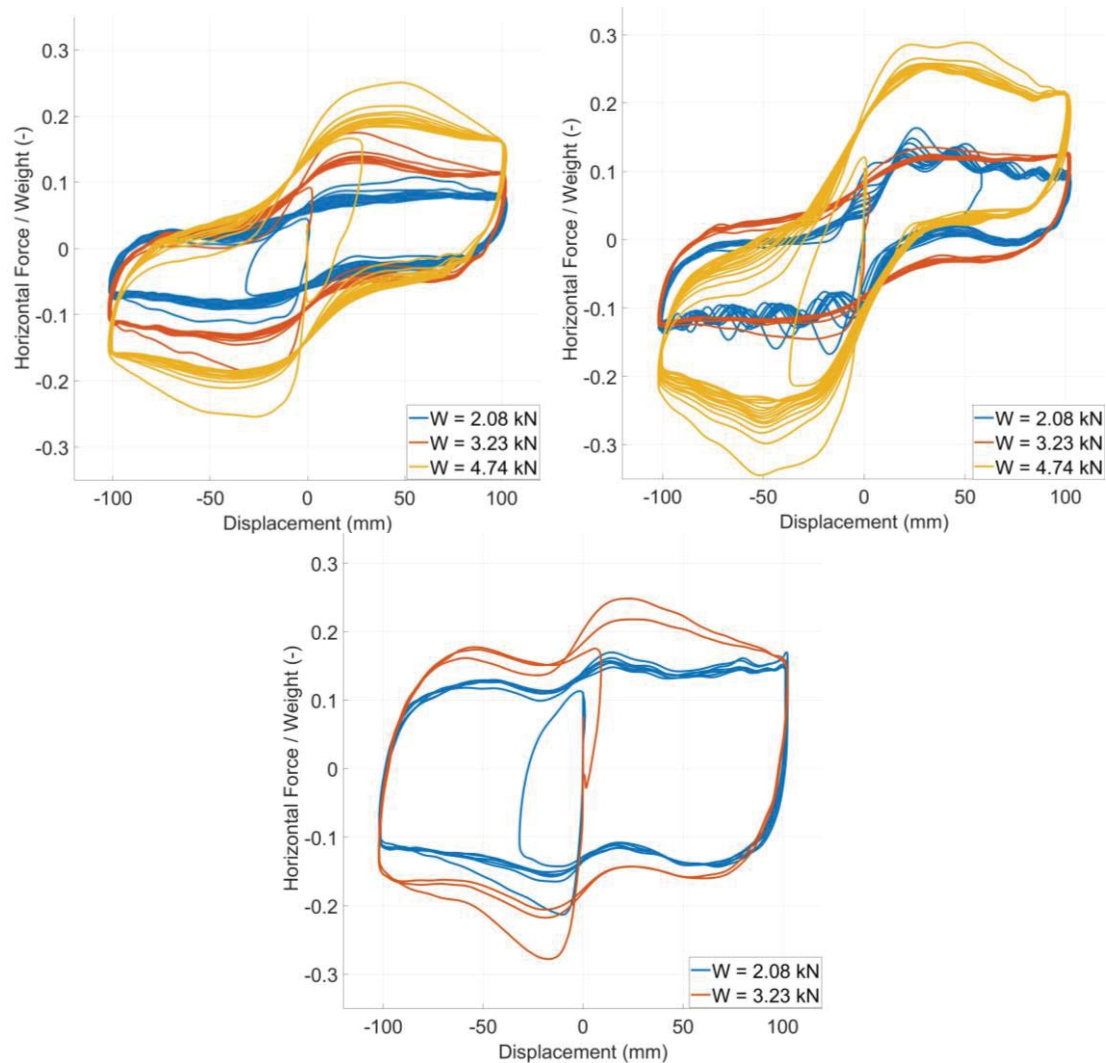 0.3
0.2
0.1
0
-0.1
-0.2
-0.3
Horizontal Force / Weight (-)
-100 -50 0 50 100
Displacement (mm)
W = 2.08 kN
W = 3.23 kN
W = 4.74 kN
0.3
0.2
0.1
0
-0.1
-0.2
-0.3
Horizontal Force / Weight (-)
-100 -50 0 50 100
Displacement (mm)
W = 2.08 kN
W = 3.23 kN
W = 4.74 kN
0.3
0.2
0.1
0
-0.1
-0.2
-0.3
Horizontal Force / Weight (-)
-100 -50 0 50 100
Displacement (mm)
W = 2.08 kN
W = 3.23 kN